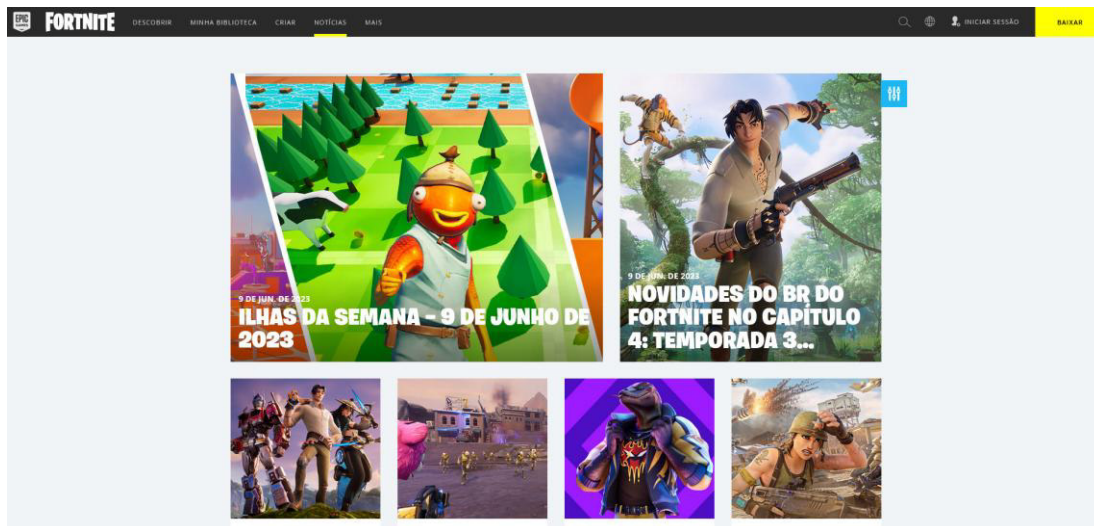 EPIC GAMES FORTNITE DESCOBRIR MINHA BIBLIOTECA CRIAR NOTÍCIAS MAIS INICIAR SESSÃO BAIXAR
9 DE JUN. DE 2023
ILHAS DA SEMANA – 9 DE JUNHO DE
2023
9 DE JUN. DE 2023
NOVIDADES DO BR DO
FORTNITE NO CAPÍTULO
4: TEMPORADA 3...